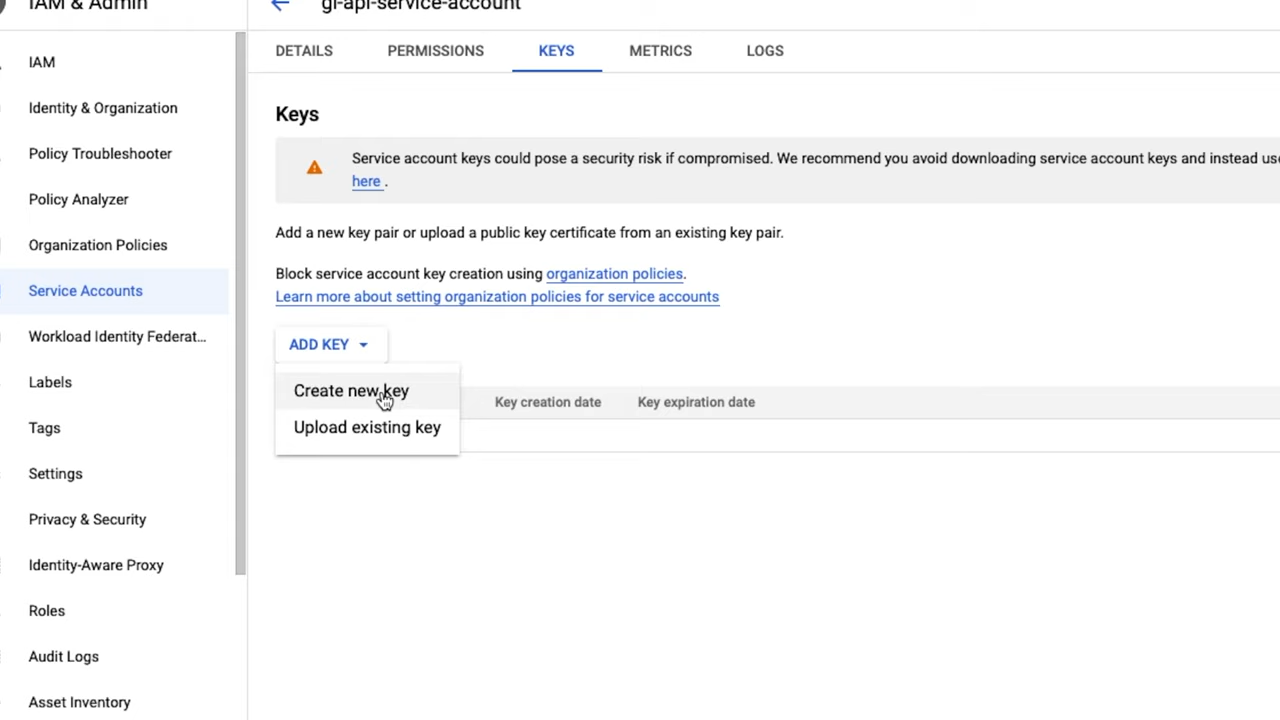 IAM & Admin
gl-api-service-account
DETAILS
PERMISSIONS
KEYS
METRICS
LOGS
IAM
Identity & Organization
Policy Troubleshooter
Policy Analyzer
Organization Policies
Service Accounts
Workload Identity Federat...
Labels
Tags
Settings
Privacy & Security
Identity-Aware Proxy
Roles
Audit Logs
Asset Inventory
Keys
Service account keys could pose a security risk if compromised. We recommend you avoid downloading service account keys and instead
here .
Add a new key pair or upload a public key certificate from an existing key pair.
Block service account key creation using organization policies.
Learn more about setting organization policies for service accounts
ADD KEY
Create new key
Upload existing key
Key creation date
Key expiration date